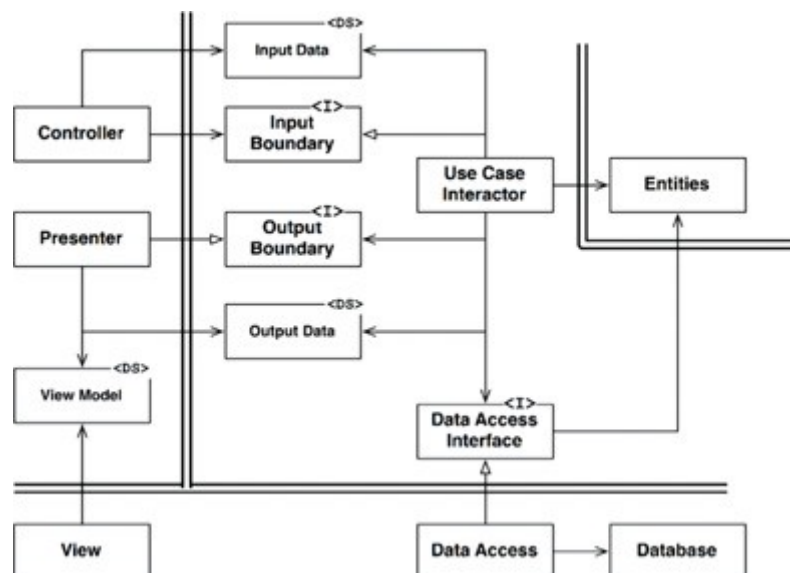 <DS>
Input Data
<I>
Controller
Input
Boundary
Use Case
Interactor
Entities
<I>
Presenter
Output
Boundary
<DS>
Output Data
<DS>
View Model
<I>
Data Access
Interface
View
Data Access
Database